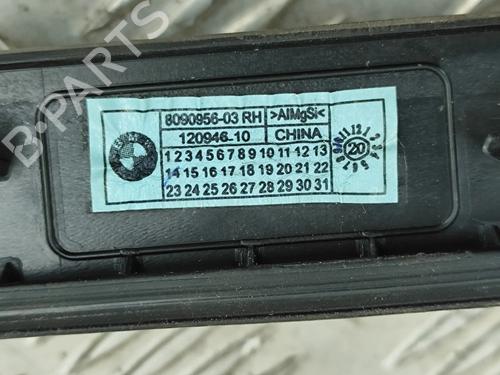 8090956-03 RH >AlMgSi<
120946-10 CHINA
1 2 3 4 5 6 7 8 9 10 11 12 13
14 15 16 17 18 19 20 21 22
23 24 25 26 27 28 29 30 31
20
B-PARTS